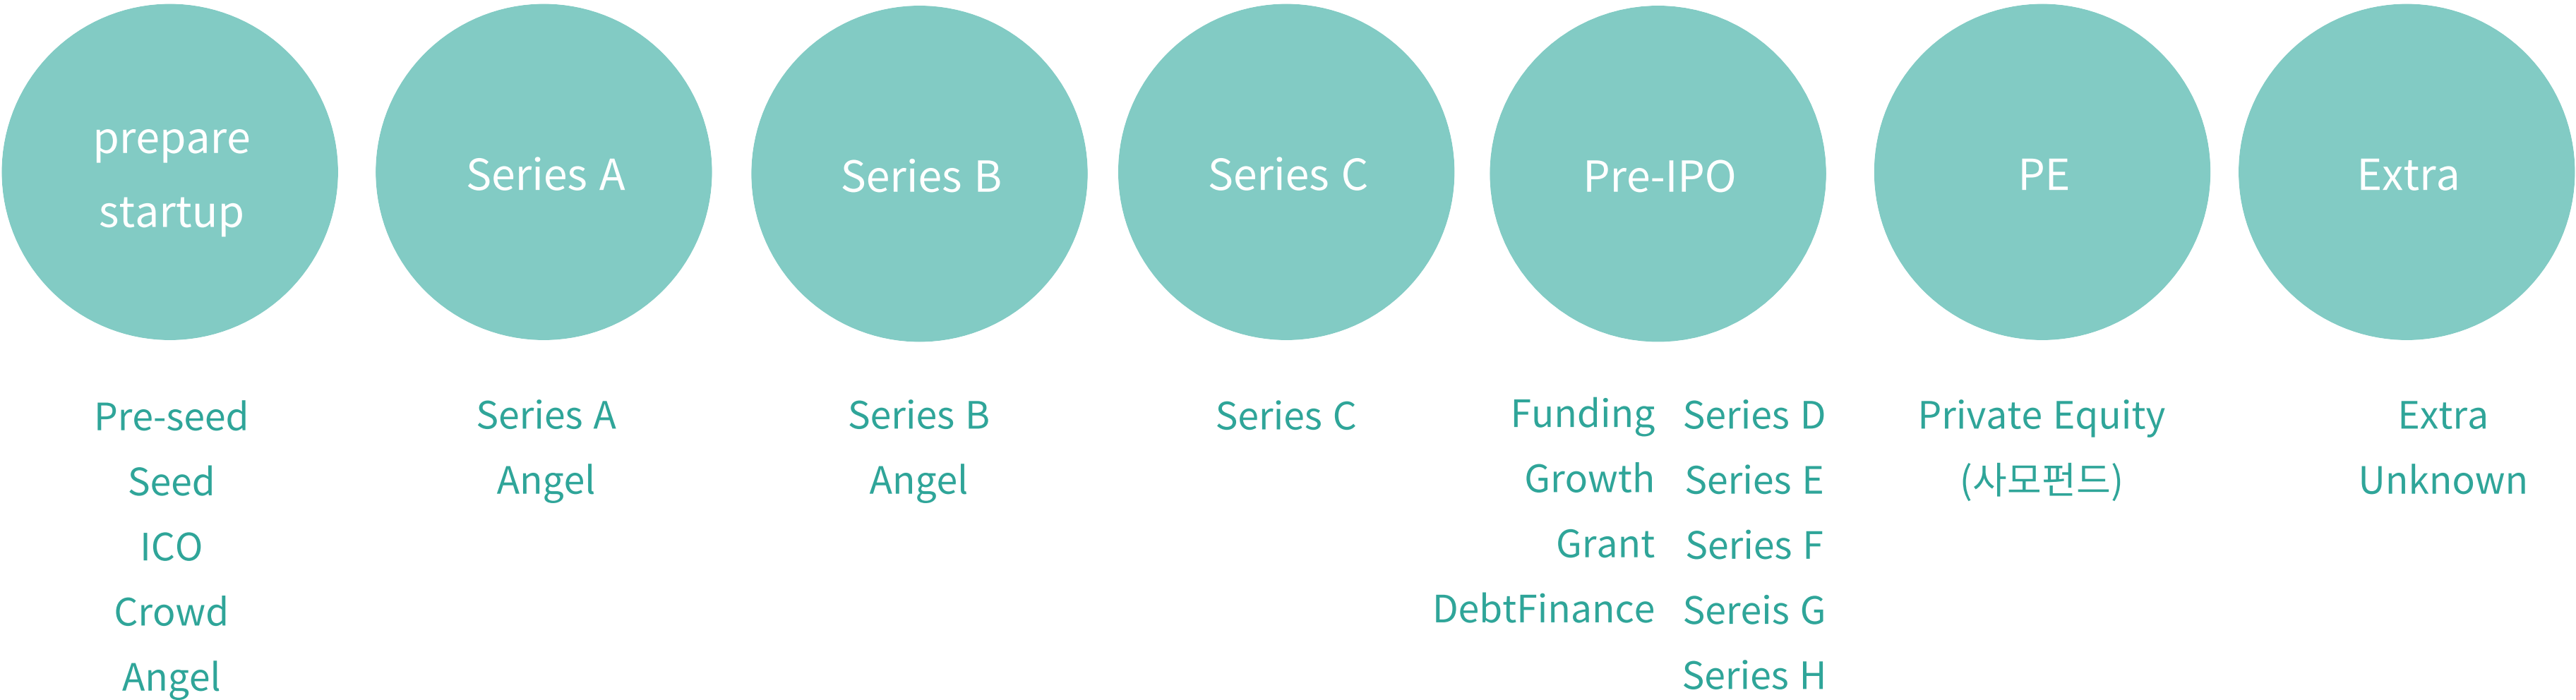 prepare
startup
Series A
Series B
Series C
Pre-IPO
PE
Extra
Pre-seed
Seed
ICO
Crowd
Angel
Series A
Angel
Series B
Angel
Series C
Funding
Growth
Grant
DebtFinance
Series D
Series E
Series F
Sereis G
Series H
Private Equity
(사모펀드)
Extra
Unknown